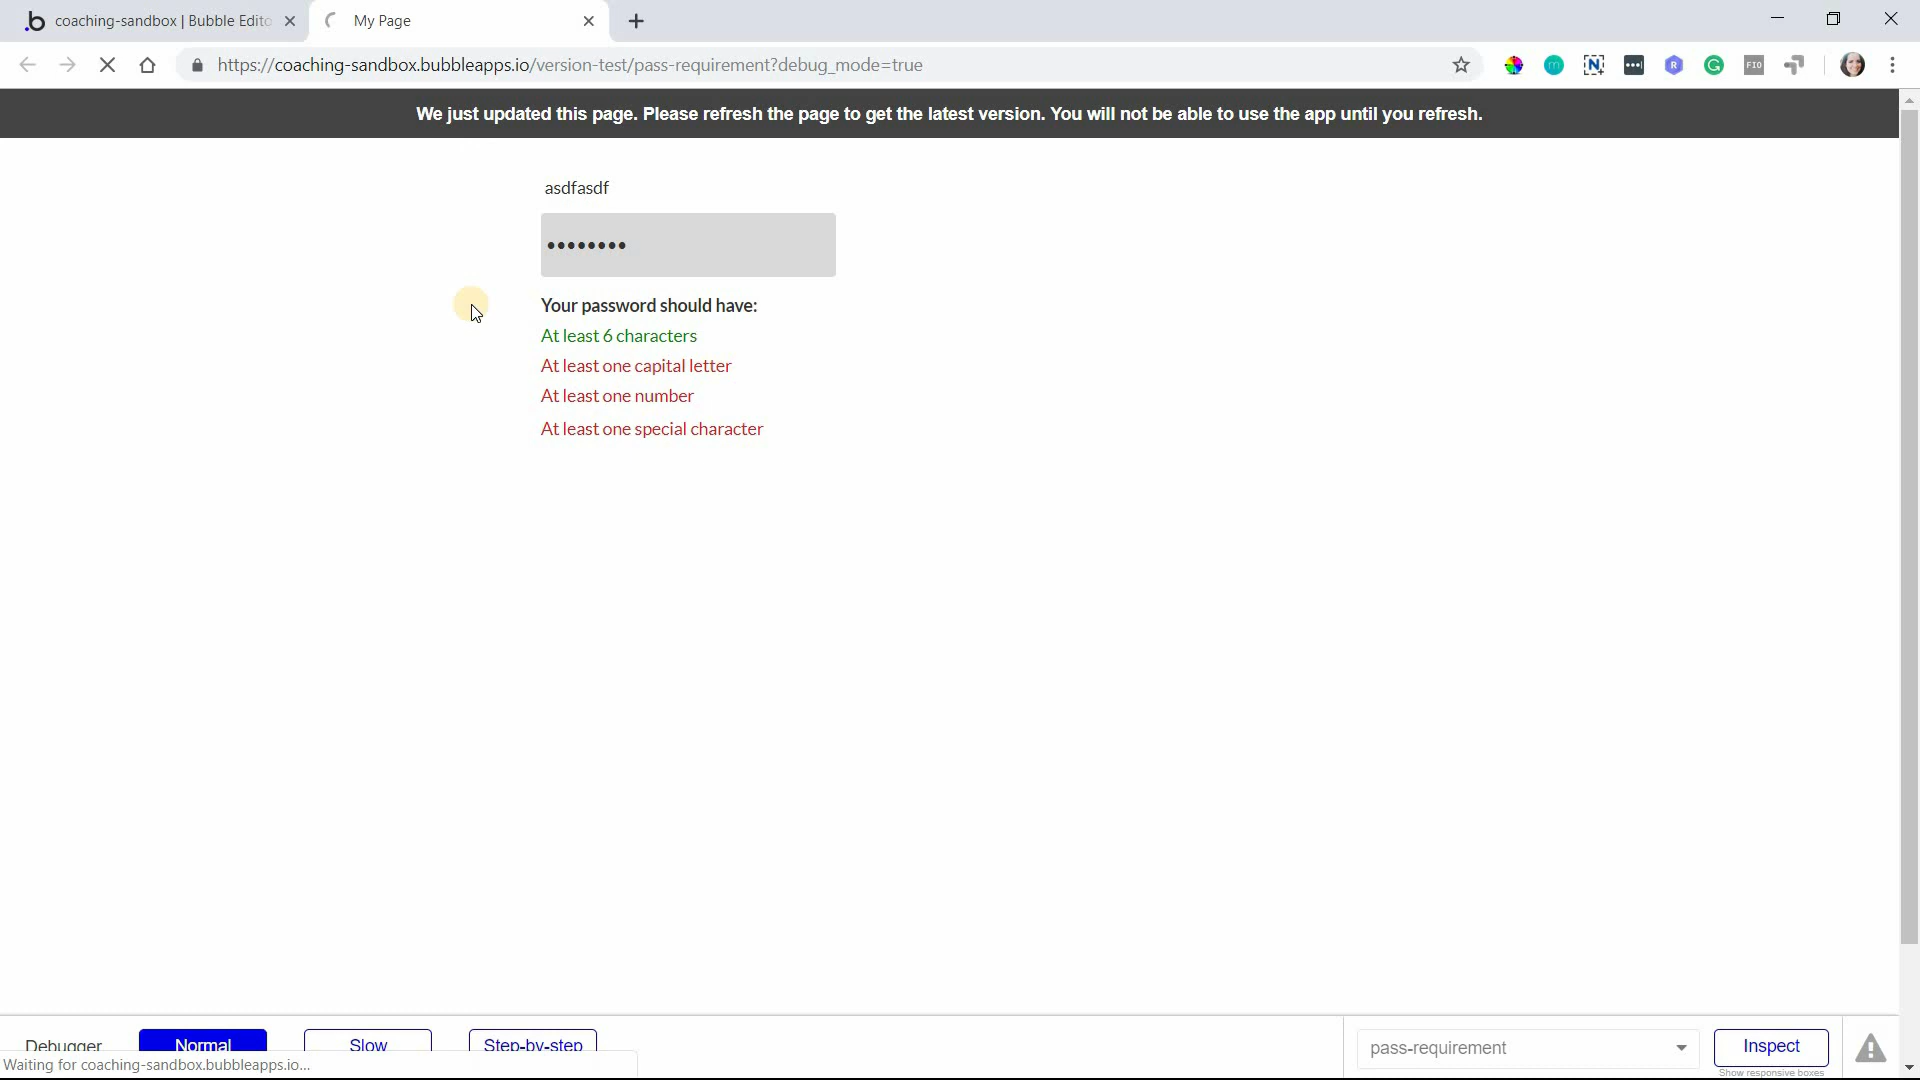 coaching-sandbox | Bubble Edito
My Page
https://coaching-sandbox.bubbleapps.io/version-test/pass-requirement?debug_mode=true
We just updated this page. Please refresh the page to get the latest version. You will not be able to use the app until you refresh.
asdfasdf
••••••••
Your password should have:
At least 6 characters
At least one capital letter
At least one number
At least one special character
Debugger
Normal
Slow
Step-by-step
pass-requirement
Inspect
Show responsive boxes
Waiting for coaching-sandbox.bubbleapps.io...